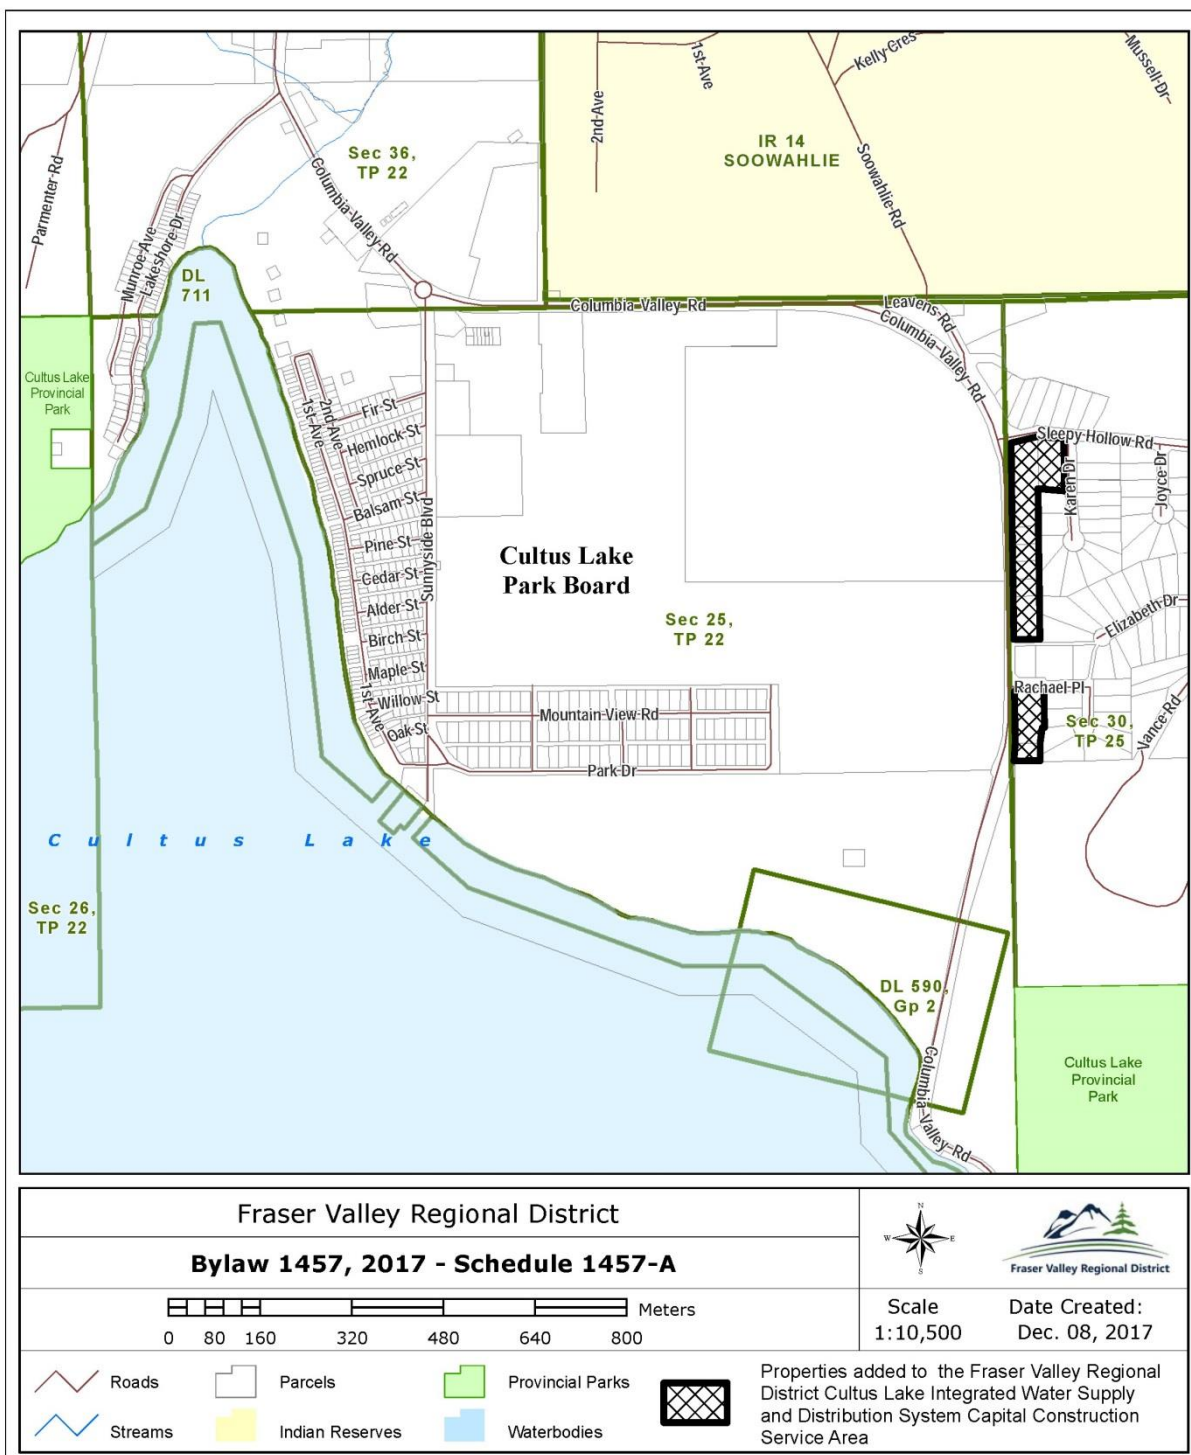 Parmenter-Rd
Munroe-Ave
Lakeshore-Dr
Columbia-Valley-Rd
Sec 36,
TP 22
2nd-Ave
1st-Ave
Kelly-Cres
Mussell-Dr
IR 14
SOOWAHLIE
Soowahlie-Rd
DL
711
Columbia Valley Rd
Leavens-Rd
Columbia-Valley-Rd
Cultus Lake
Provincial
Park
2nd-Ave
1st-Ave
Fir-St
Hemlock-St
Spruce-St
Balsam-St
Pine-St
Cedar-St
Alder-St
Birch-St
Maple-St
Willow-St
Oak-St
1st-Ave
Sunnyside-Blvd
Cultus Lake
Park Board
Sec 25,
TP 22
Sleepy-Hollow-Rd
Karen-Dr
Joyce-Dr
Elizabeth-Dr
Rachael-Pl
Sec 30,
TP 25
Vance-Rd
Mountain-View-Rd
Park-Dr
Cultus Lake
Sec 26,
TP 22
DL 590,
Gp 2
Columbia-Valley-Rd
Cultus Lake
Provincial
Park
Fraser Valley Regional District
Bylaw 1457, 2017 - Schedule 1457-A
Meters
0 80 160 320 480 640 800
N
W E
S
Fraser Valley Regional District
Scale
1:10,500
Date Created:
Dec. 08, 2017
Roads
Parcels
Provincial Parks
Streams
Indian Reserves
Waterbodies
Properties added to the Fraser Valley Regional
District Cultus Lake Integrated Water Supply
and Distribution System Capital Construction
Service Area